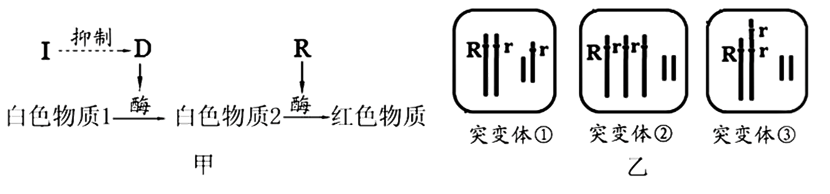 I 抑制 D R
酶 酶
白色物质1 白色物质2 红色物质
甲
R r r
R r r
R r r
突变体① 突变体② 突变体③
乙